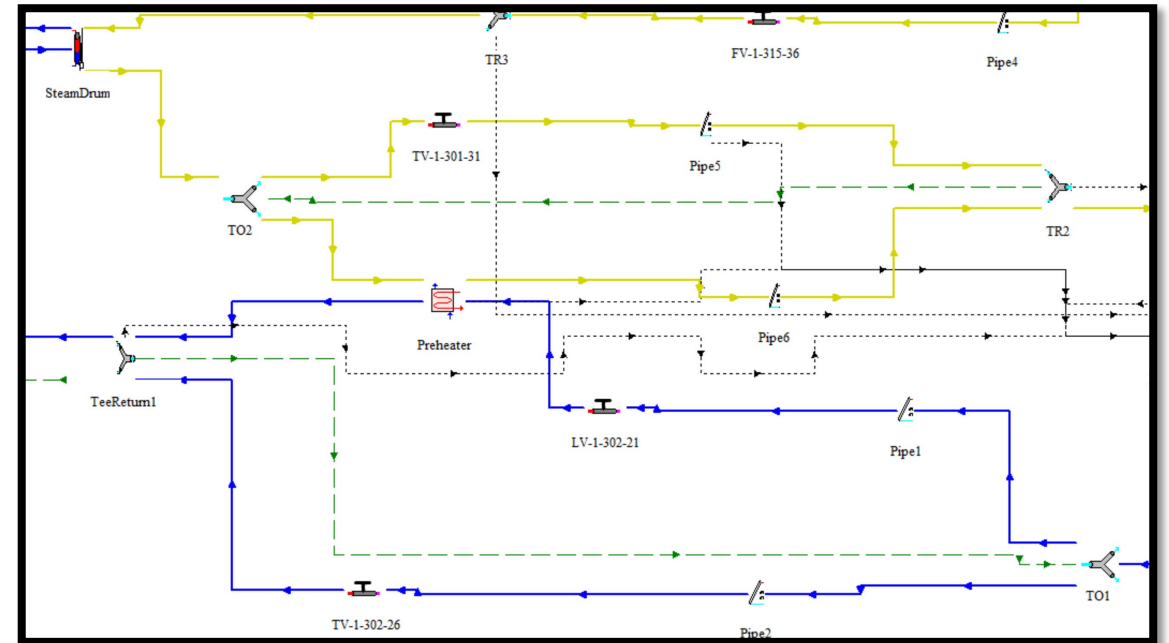 TR3
FV-1-315-36
Pipe4
SteamDrum
TV-1-301-31
Pipe5
TO2
TR2
Preheater
Pipe6
TeeReturn1
LV-1-302-21
Pipe1
TO1
TV-1-302-26
Pipe2